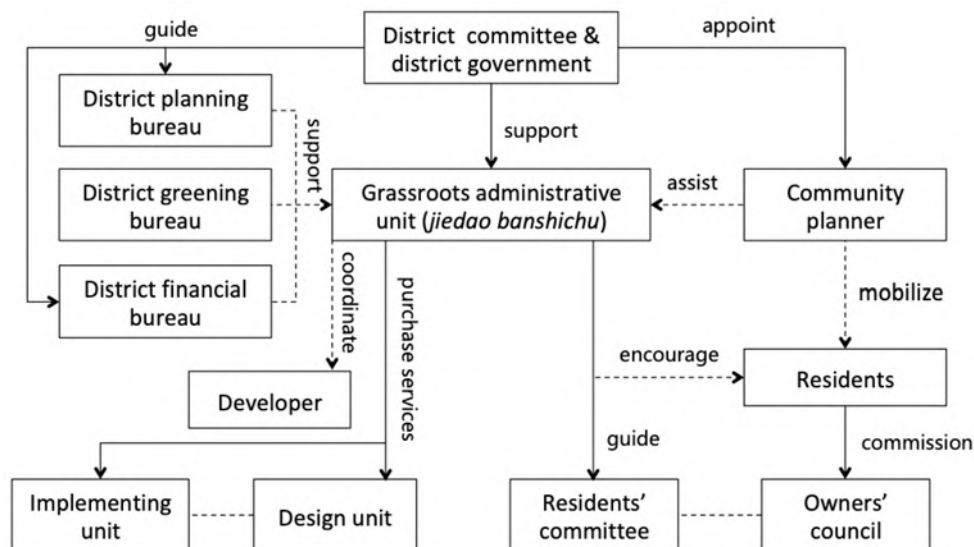 guide
District committee &
district government
appoint
District planning
bureau
support
support
District greening
bureau
Grassroots administrative
unit (jiedao banshichu)
assist
Community
planner
District financial
bureau
coordinate
purchase services
mobilize
encourage
Developer
Residents
guide
commission
Implementing
unit
Design unit
Residents’
committee
Owners’
council